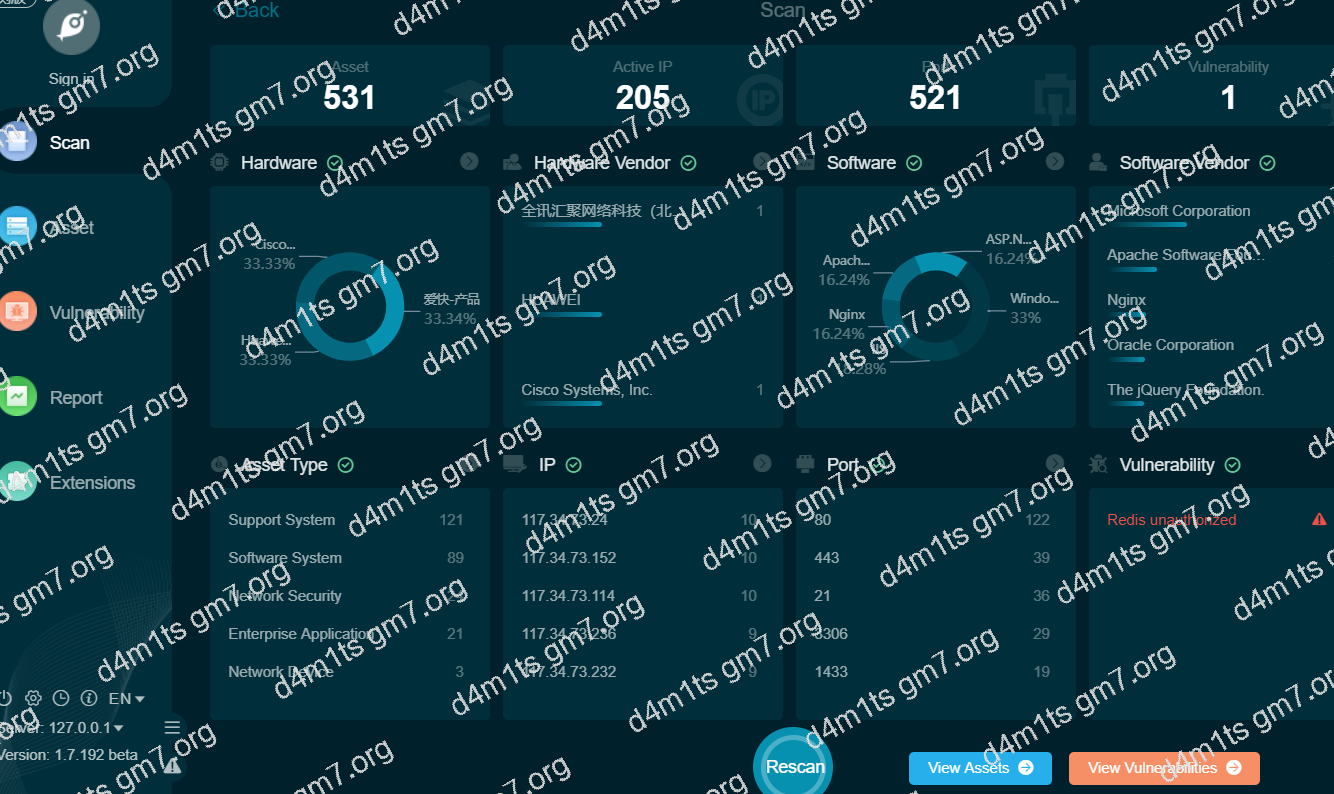 Back
Scan
Sign in
Scan
Asset
Vulnerability
Report
Extensions
EN
Server: 127.0.0.1
Version: 1.7.192 beta
Asset
531
Active IP
205
IP
Port
521
Vulnerability
1
Hardware
Cisco...
33.33%
爱快-产品
33.34%
Huawe...
33.33%
Hardware Vendor
全讯汇聚网络科技（北... 1
HUAWEI
Cisco Systems, Inc. 1
Software
Apach...
16.24%
ASP.N...
16.24%
Nginx
16.24%
Windo...
33%
18.28%
Software Vendor
Microsoft Corporation
Apache Software Fou...
Nginx
Oracle Corporation
The jQuery Foundation.
Asset Type
Support System 121
Software System 89
Network Security
Enterprise Application 21
Network Device 3
IP
117.34.73.24 10
117.34.73.152 10
117.34.73.114 10
117.34.73.236 9
117.34.73.232 9
Port
80 122
443 39
21 36
3306 29
1433 19
Vulnerability
Redis unauthorized
Rescan
View Assets
View Vulnerabilities
d4m1ts gm7.org